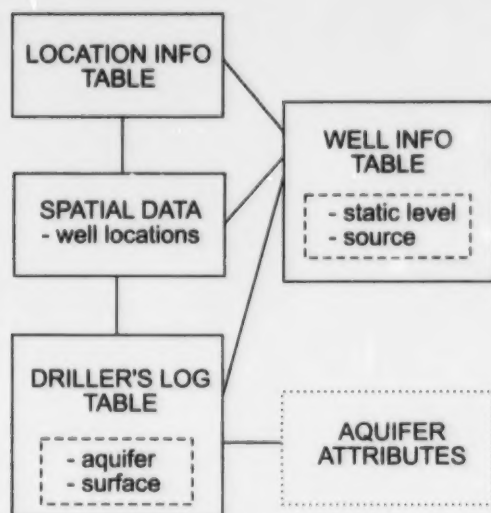 LOCATION INFO
TABLE
SPATIAL DATA
- well locations
DRILLER'S LOG
TABLE
- aquifer
- surface
WELL INFO
TABLE
- static level
- source
AQUIFER
ATTRIBUTES